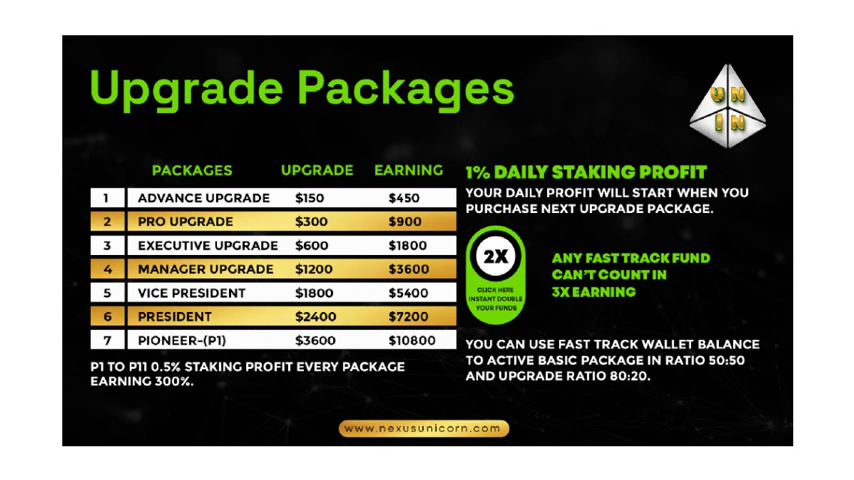 Upgrade Packages
UN
IN
PACKAGES UPGRADE EARNING
1 ADVANCE UPGRADE $150 $450
2 PRO UPGRADE $300 $900
3 EXECUTIVE UPGRADE $600 $1800
4 MANAGER UPGRADE $1200 $3600
5 VICE PRESIDENT $1800 $5400
6 PRESIDENT $2400 $7200
7 PIONEER-(P1) $3600 $10800
P1 TO P11 0.5% STAKING PROFIT EVERY PACKAGE
EARNING 300%.
1% DAILY STAKING PROFIT
YOUR DAILY PROFIT WILL START WHEN YOU
PURCHASE NEXT UPGRADE PACKAGE.
2X
CLICK HERE
INSTANT DOUBLE
YOUR FUNDS
ANY FAST TRACK FUND
CAN'T COUNT IN
3X EARNING
YOU CAN USE FAST TRACK WALLET BALANCE
TO ACTIVE BASIC PACKAGE IN RATIO 50:50
AND UPGRADE RATIO 80:20.
www.nexusunicorn.com